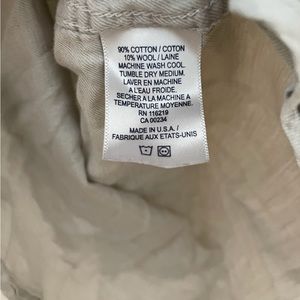 90% COTTON / COTON
10% WOOL / LAINE
MACHINE WASH COOL.
TUMBLE DRY MEDIUM.
LAVER EN MACHINE
A L'EAU FROIDE.
SECHER A LA MACHINE A
TEMPERATURE MOYENNE.
RN 116219
CA 00234
MADE IN U.S.A./
FABRIQUE AUX ETATS-UNIS